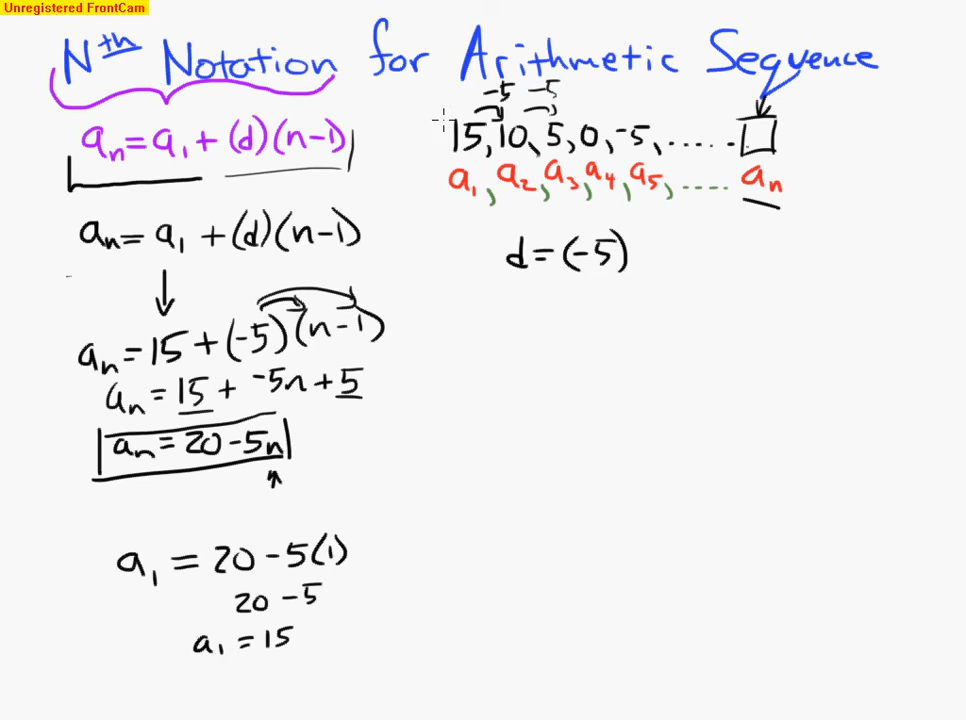 Unregistered FrontCam
Nth Notation for Arithmetic Sequence
-5 -5
15, 10, 5, 0, -5, ...... □
a1, a2, a3, a4, a5, .... an
an = a1 + (d)(n-1)
d = (-5)
an = a1 + (d)(n-1)
an = 15 + (-5)(n-1)
an = 15 + -5n + 5
an = 20 - 5n
a1 = 20 - 5(1)
20 - 5
a1 = 15